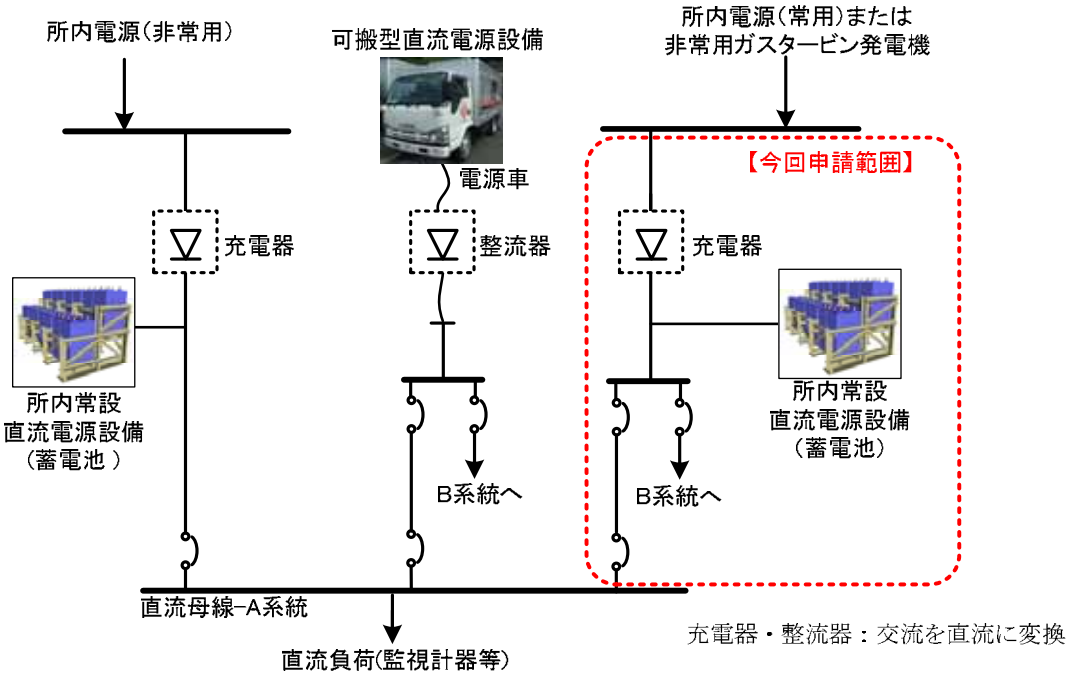 所内電源(非常用)
可搬型直流電源設備
所内電源(常用)または
非常用ガスタービン発電機
【今回申請範囲】
電源車
充電器
整流器
充電器
所内常設
直流電源設備
(蓄電池 )
所内常設
直流電源設備
(蓄電池)
B系統へ
B系統へ
直流母線-A系統
直流負荷(監視計器等)
充電器・整流器：交流を直流に変換